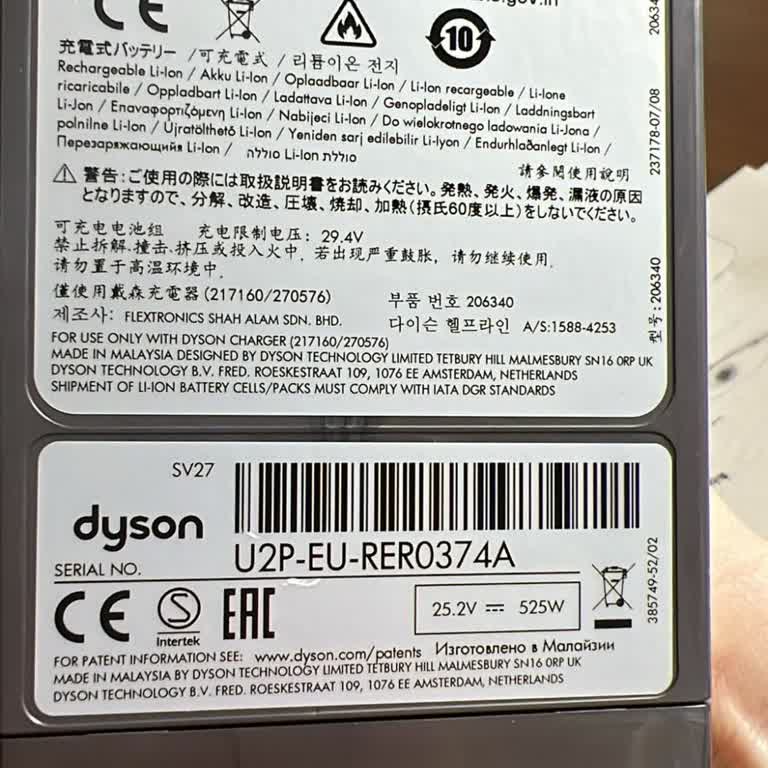 .gov.in
10
充電式バッテリー /可充電式 / 리튬이온 전지
Rechargeable Li-Ion / Akku Li-Ion / Oplaadbaar Li-Ion / Li-Ion recargeable / Li-Ione
ricaricabile / Oppladbart Li-Ion / Ladattava Li-Ion / Genopladeligt Li-Ion / Laddningsbart
Li-Jon / Επαναφορτιζόμενη Li-Ion / Nabíjecí Li-Ion / Do wielokrotnego ladowania Li-Jona /
polnilne Li-Ion / Újratölthető Li-Ion / Yeniden sarj edilebilir Li-Iyon / Endurhlaðanlegt Li-Ion /
Перезаряжающийся Li-Ion / סוללה Li-Ion סוללת
請參閱使用說明
警告:ご使用の際には取扱説明書をお読みください。発熱、発火、爆発、漏液の原因
となりますので、分解、改造、圧壊、焼却、加熱(摂氏60度以上)をしないでください。
可充电电池组 充电限制电压: 29.4V
禁止拆解、撞击、挤压或投入火中. 若出现严重鼓胀, 请勿继续使用.
请勿置于高温环境中.
僅使用戴森充電器(217160/270576) 部품 번호 206340
제조사: FLEXTRONICS SHAH ALAM SDN. BHD. 다이슨 헬프라인 A/S:1588-4253
FOR USE ONLY WITH DYSON CHARGER (217160/270576)
MADE IN MALAYSIA DESIGNED BY DYSON TECHNOLOGY LIMITED TETBURY HILL MALMESBURY SN16 0RP UK
DYSON TECHNOLOGY B.V. FRED. ROESKESTRAAT 109, 1076 EE AMSTERDAM, NETHERLANDS
SHIPMENT OF LI-ION BATTERY CELLS/PACKS MUST COMPLY WITH IATA DGR STANDARDS
237178-07/08
型号: 206340
SV27
dyson
SERIAL NO.
U2P-EU-RER0374A
CE
S
Intertek
EAC
25.2V ⎓ 525W
385749-52/02
FOR PATENT INFORMATION SEE: www.dyson.com/patents Изготовлено в Малайзии
MADE IN MALAYSIA BY DYSON TECHNOLOGY LIMITED TETBURY HILL MALMESBURY SN16 0RP UK
DYSON TECHNOLOGY B.V. FRED. ROESKESTRAAT 109, 1076 EE AMSTERDAM, NETHERLANDS